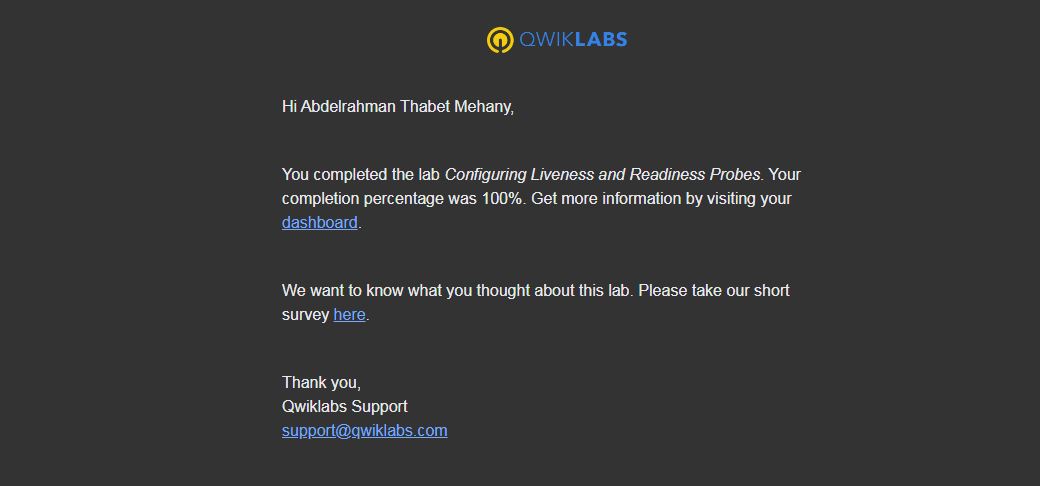 QWIKLABS
Hi Abdelrahman Thabet Mehany,
You completed the lab Configuring Liveness and Readiness Probes. Your
completion percentage was 100%. Get more information by visiting your
dashboard.
We want to know what you thought about this lab. Please take our short
survey here.
Thank you,
Qwiklabs Support
support@qwiklabs.com